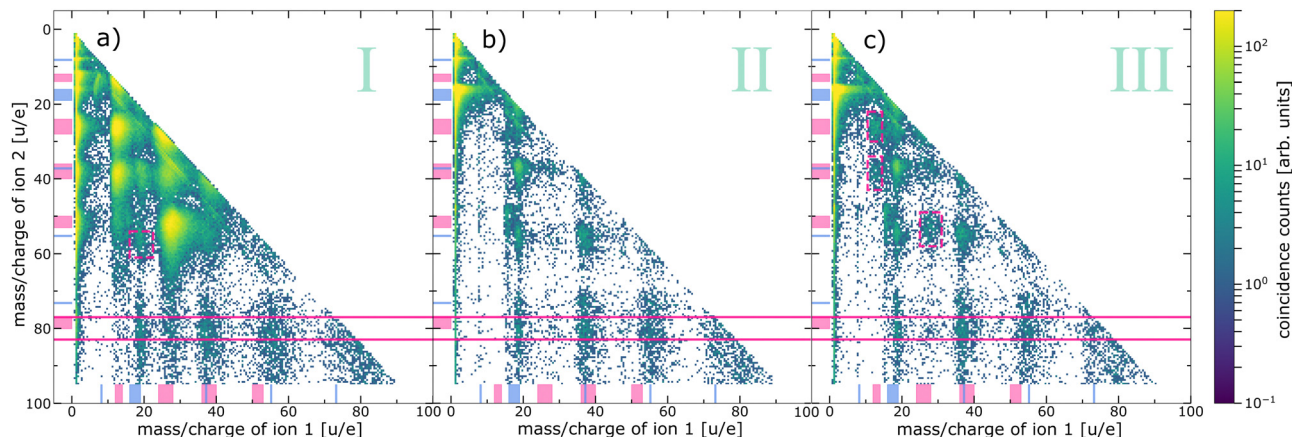 a)
I
b)
II
c)
III
0
20
40
60
80
100
mass/charge of ion 2 [u/e]
0
20
40
60
80
100
mass/charge of ion 1 [u/e]
0
20
40
60
80
100
mass/charge of ion 1 [u/e]
0
20
40
60
80
100
mass/charge of ion 1 [u/e]
10²
10¹
10⁰
10⁻¹
coincidence counts [arb. units]